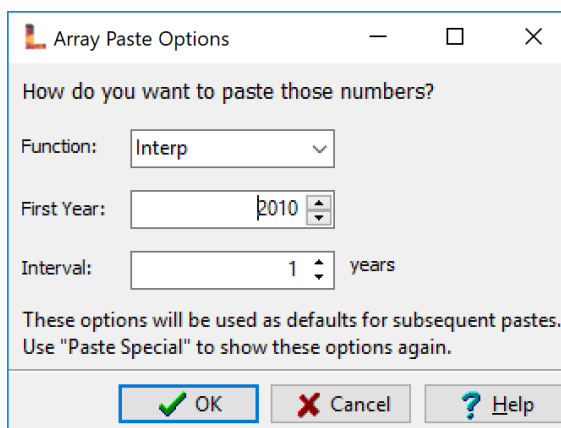 Array Paste Options
How do you want to paste those numbers?
Function: Interp
First Year: 2010
Interval: 1 years
These options will be used as defaults for subsequent pastes.
Use "Paste Special" to show these options again.
OK Cancel Help